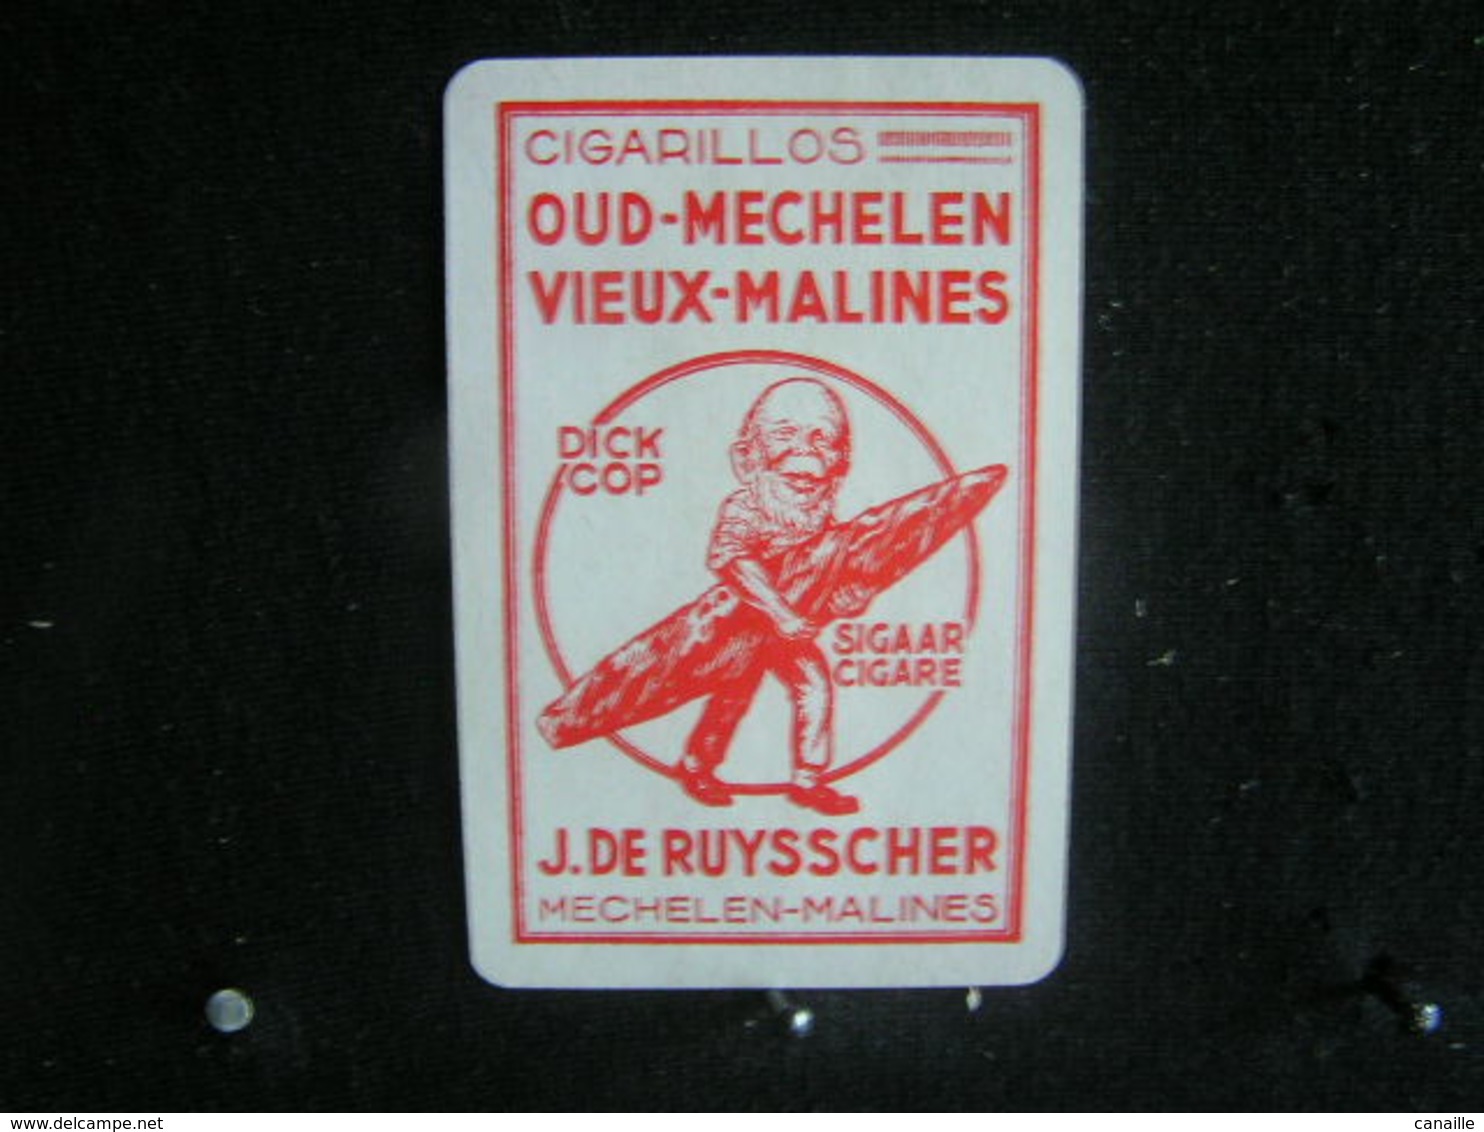 CIGARILLOS
OUD-MECHELEN
VIEUX-MALINES
DICK
COP
SIGAAR
CIGARE
J. DE RUYSSCHER
MECHELEN-MALINES
www.delcampe.net
canaille